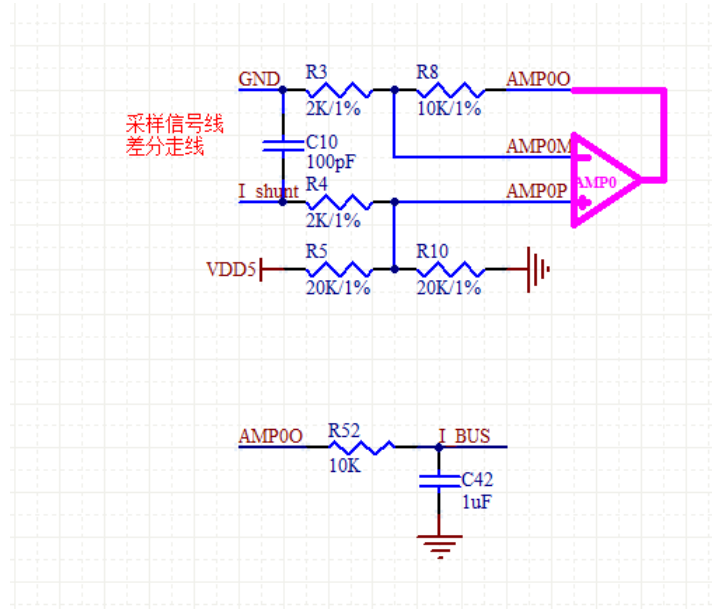 GND
R3
2K/1%
R8
10K/1%
AMP0O
采样信号线
差分走线
C10
100pF
AMP0M
AMP0
I_shunt
R4
2K/1%
AMP0P
VDD5
R5
20K/1%
R10
20K/1%
AMP0O
R52
10K
I_BUS
C42
1uF